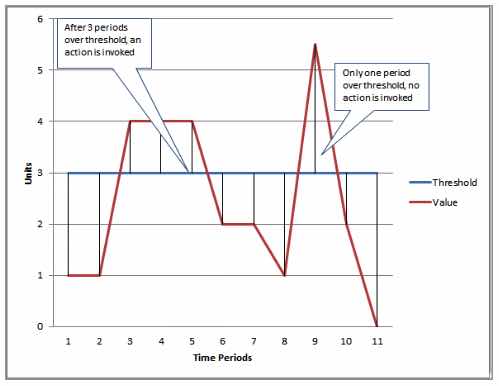 6
After 3 periods
over threshold, an
action is invoked
5
Only one period
over threshold, no
action is invoked
4
3
2
1
0
Units
Threshold
Value
1 2 3 4 5 6 7 8 9 10 11
Time Periods